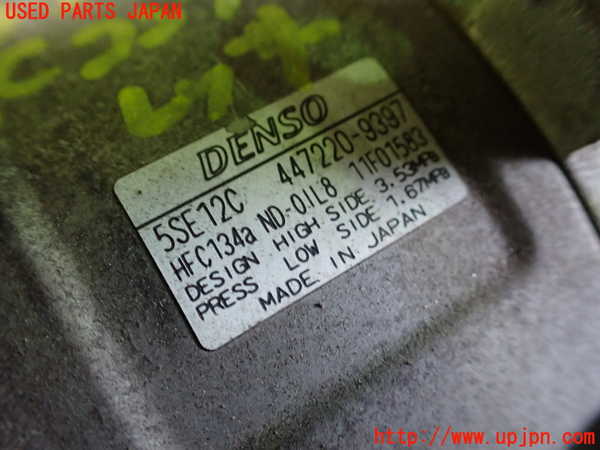 USED PARTS JAPAN
DENSO
5SE12C 447220-9397
HFC134a ND-OIL8 11F01583
DESIGN HIGH SIDE 3.53MPa
PRESS LOW SIDE 1.67MPa
MADE IN JAPAN
http://www.upjpn.com/